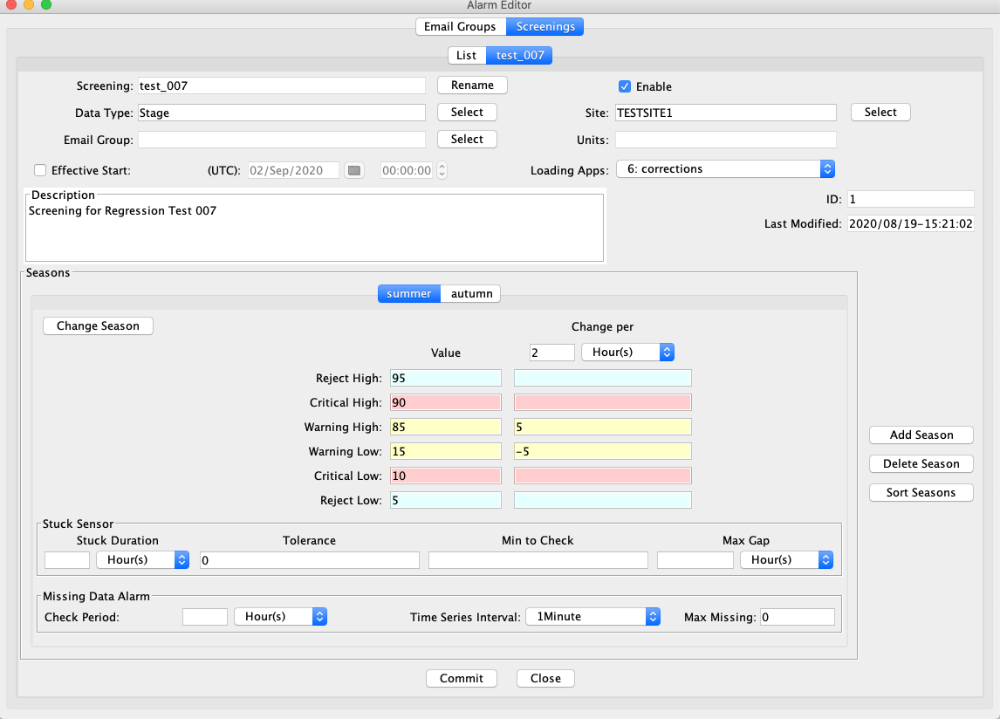 Alarm Editor
Email Groups Screenings
List test_007
Screening: test_007 Rename Enable
Data Type: Stage Select Site: TESTSITE1 Select
Email Group: Select Units:
Effective Start: (UTC): 02/Sep/2020 00:00:00 Loading Apps: 6: corrections
Description
Screening for Regression Test 007
ID: 1
Last Modified: 2020/08/19-15:21:02
Seasons
summer autumn
Change Season Change per
Value 2 Hour(s)
Reject High: 95
Critical High: 90
Warning High: 85 5
Warning Low: 15 -5
Critical Low: 10
Reject Low: 5
Add Season
Delete Season
Sort Seasons
Stuck Sensor
Stuck Duration Tolerance Min to Check Max Gap
Hour(s) 0 Hour(s)
Missing Data Alarm
Check Period: Hour(s) Time Series Interval: 1Minute Max Missing: 0
Commit Close